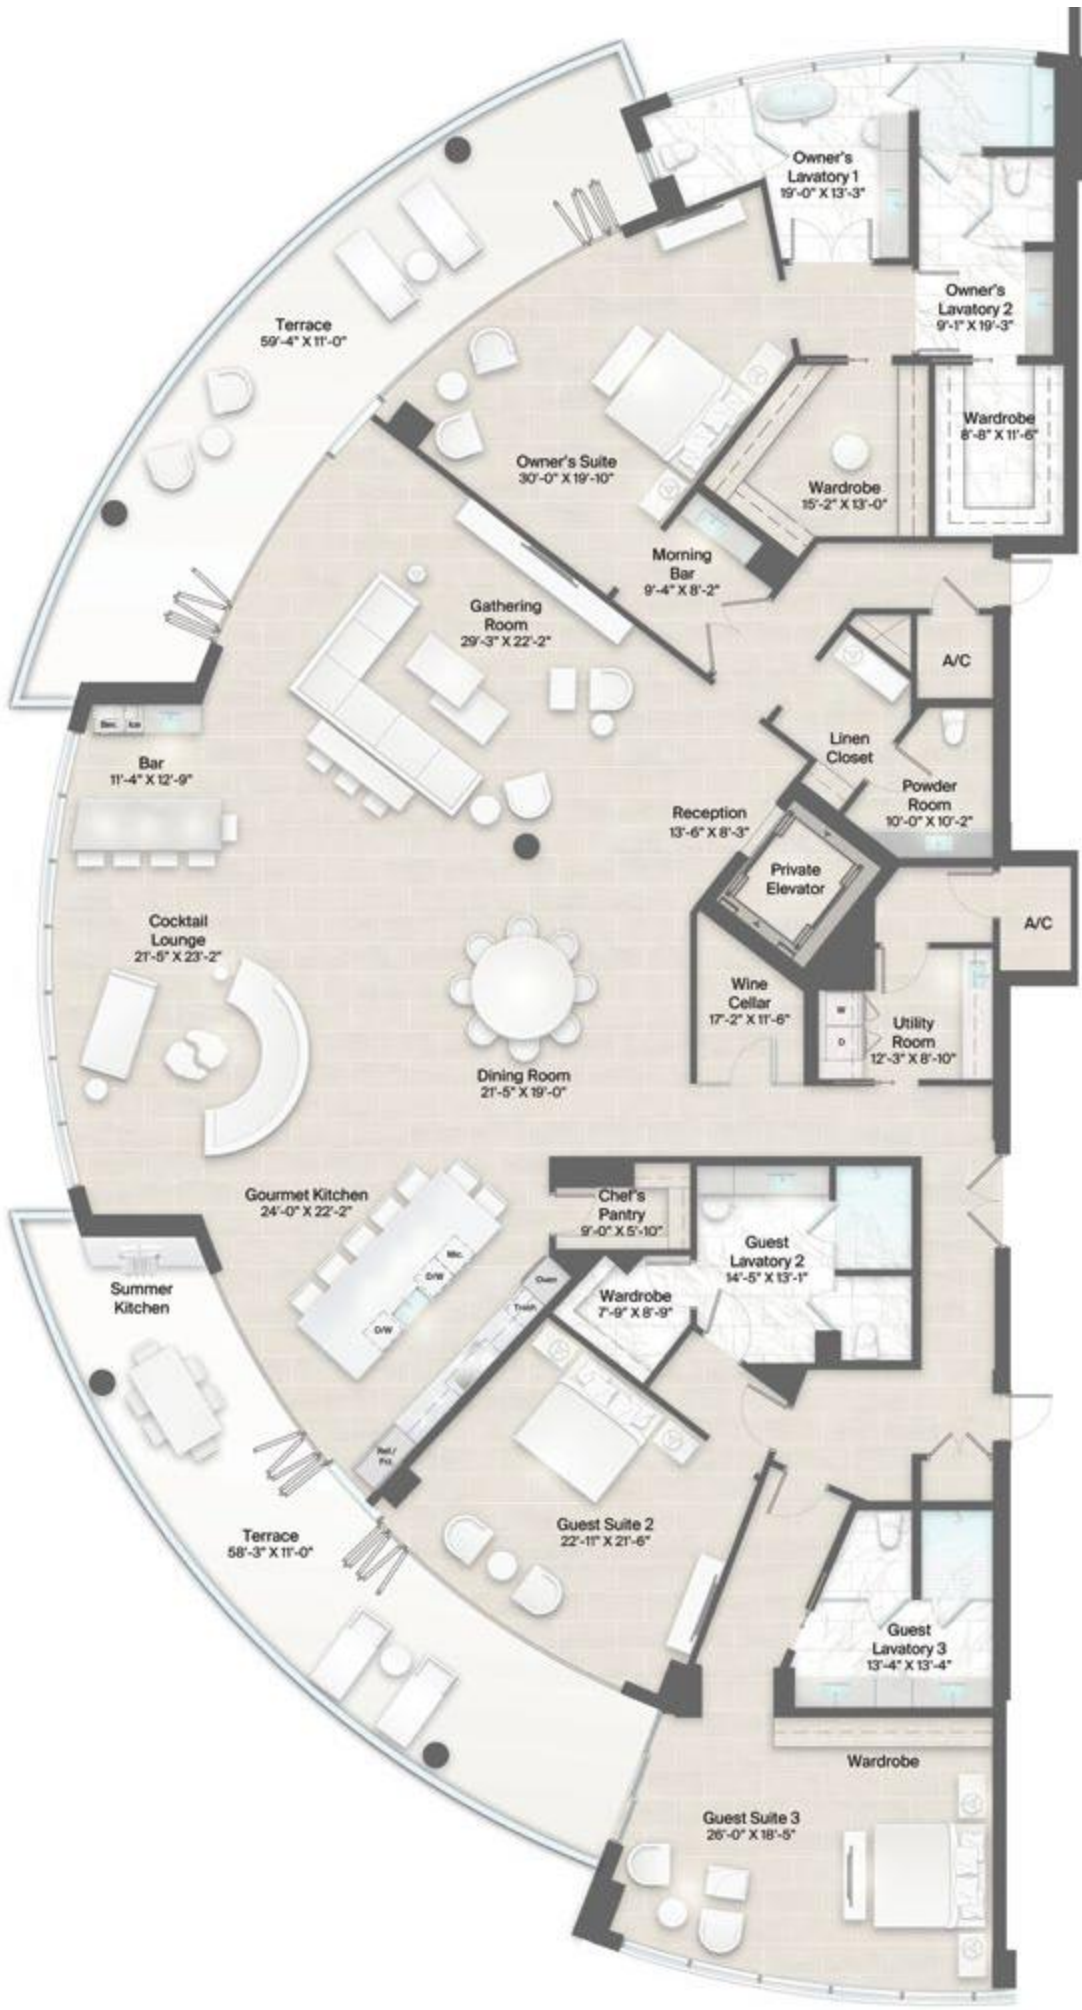 Owner's
Lavatory 1
19'-0" X 13'-3"
Owner's
Lavatory 2
9'-1" X 19'-3"
Terrace
59'-4" X 11'-0"
Wardrobe
8'-8" X 11'-6"
Owner's Suite
30'-0" X 19'-10"
Wardrobe
15'-2" X 13'-0"
Morning
Bar
9'-4" X 8'-2"
Gathering
Room
29'-3" X 22'-2"
A/C
Bev.
Ice
Bar
11'-4" X 12'-9"
Linen
Closet
Powder
Room
10'-0" X 10'-2"
Reception
13'-6" X 8'-3"
Private
Elevator
Cocktail
Lounge
21'-5" X 23'-2"
A/C
Wine
Cellar
17'-2" X 11'-6"
W
D
Utility
Room
12'-3" X 8'-10"
Dining Room
21'-5" X 19'-0"
Gourmet Kitchen
24'-0" X 22'-2"
Chef's
Pantry
9'-0" X 5'-10"
Guest
Lavatory 2
14'-5" X 13'-1"
Mic.
D/W
D/W
Oven
Trash
Summer
Kitchen
Wardrobe
7'-9" X 8'-9"
Ref./
Frz.
Terrace
58'-3" X 11'-0"
Guest Suite 2
22'-11" X 21'-6"
Guest
Lavatory 3
13'-4" X 13'-4"
Wardrobe
Guest Suite 3
26'-0" X 18'-5"